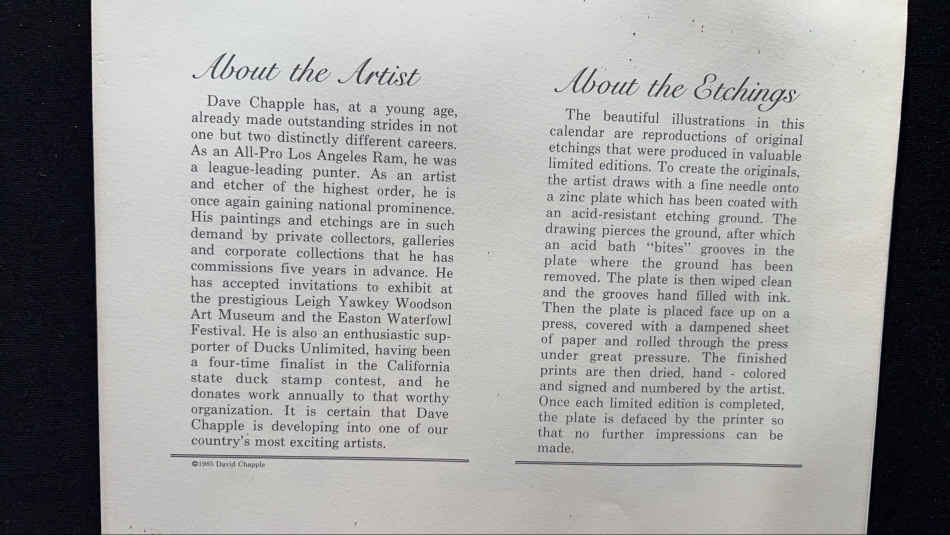 About the Artist
Dave Chapple has, at a young age,
already made outstanding strides in not
one but two distinctly different careers.
As an All-Pro Los Angeles Ram, he was
a league-leading punter. As an artist
and etcher of the highest order, he is
once again gaining national prominence.
His paintings and etchings are in such
demand by private collectors, galleries
and corporate collections that he has
commissions five years in advance. He
has accepted invitations to exhibit at
the prestigious Leigh Yawkey Woodson
Art Museum and the Easton Waterfowl
Festival. He is also an enthusiastic sup-
porter of Ducks Unlimited, having been
a four-time finalist in the California
state duck stamp contest, and he
donates work annually to that worthy
organization. It is certain that Dave
Chapple is developing into one of our
country's most exciting artists.
©1985 David Chapple
About the Etchings
The beautiful illustrations in this
calendar are reproductions of original
etchings that were produced in valuable
limited editions. To create the originals,
the artist draws with a fine needle onto
a zinc plate which has been coated with
an acid-resistant etching ground. The
drawing pierces the ground, after which
an acid bath "bites" grooves in the
plate where the ground has been
removed. The plate is then wiped clean
and the grooves hand filled with ink.
Then the plate is placed face up on a
press, covered with a dampened sheet
of paper and rolled through the press
under great pressure. The finished
prints are then dried, hand - colored
and signed and numbered by the artist.
Once each limited edition is completed,
the plate is defaced by the printer so
that no further impressions can be
made.